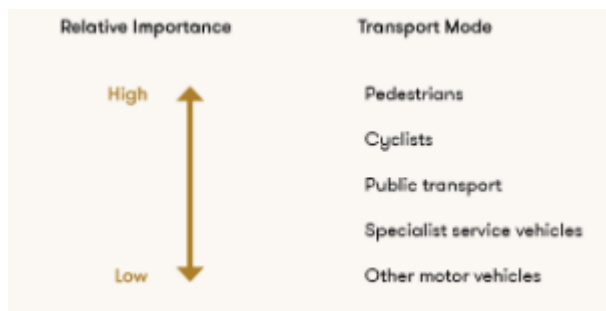 Relative Importance Transport Mode
High Pedestrians
Cyclists
Public transport
Specialist service vehicles
Low Other motor vehicles